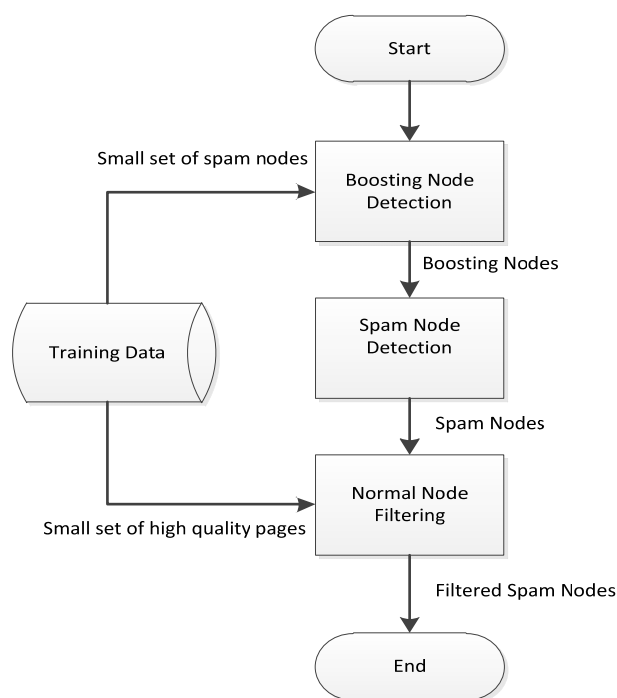 Start
Small set of spam nodes
Boosting Node
Detection
Boosting Nodes
Training Data
Spam Node
Detection
Spam Nodes
Normal Node
Filtering
Small set of high quality pages
Filtered Spam Nodes
End